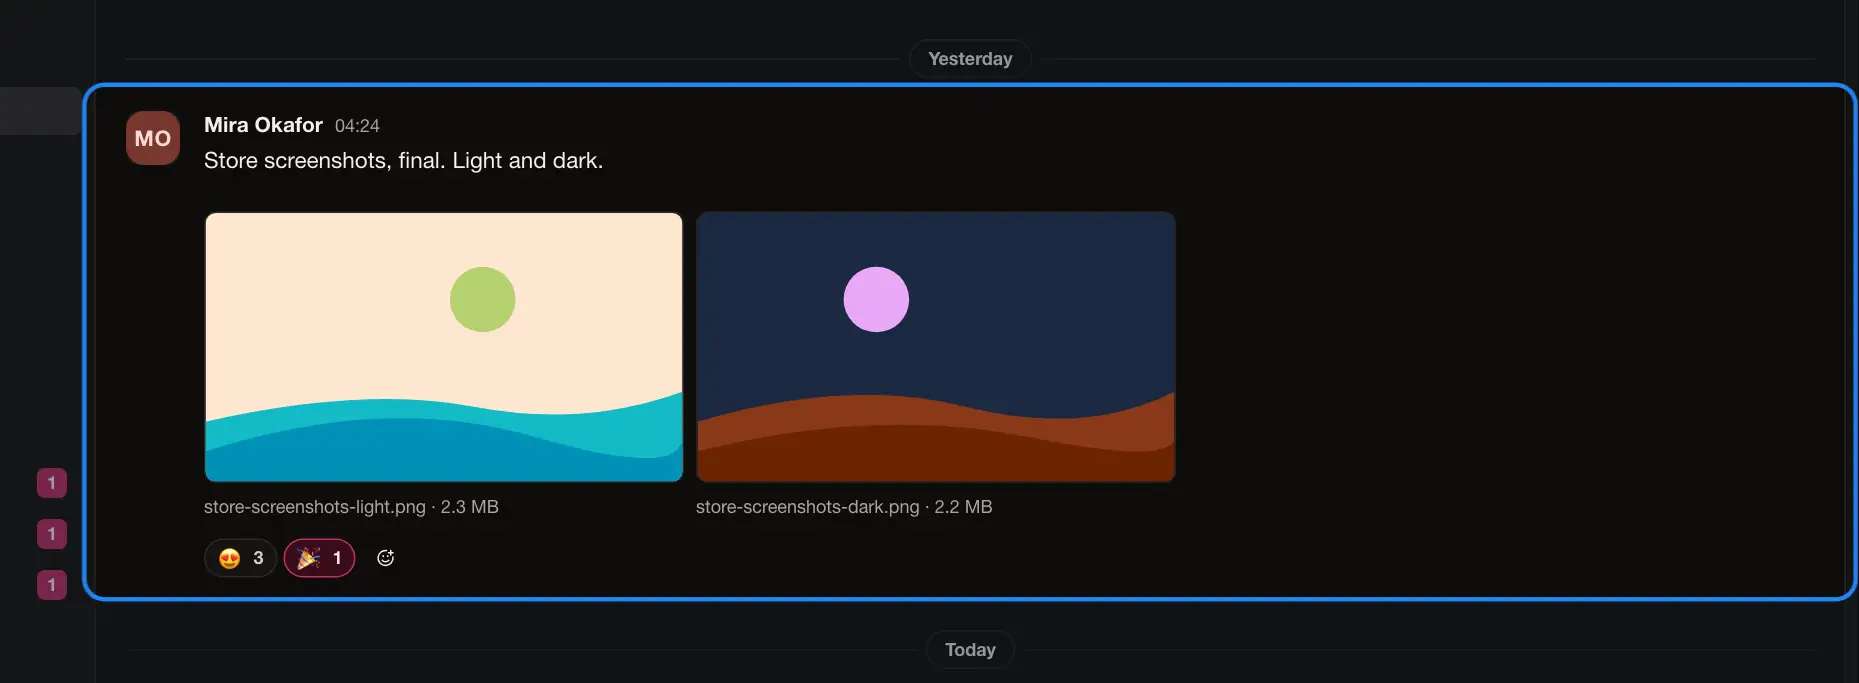 Yesterday
MO
Mira Okafor 04:24
Store screenshots, final. Light and dark.
store-screenshots-light.png · 2.3 MB
store-screenshots-dark.png · 2.2 MB
😍 3 🎉 1
1
1
1
Today